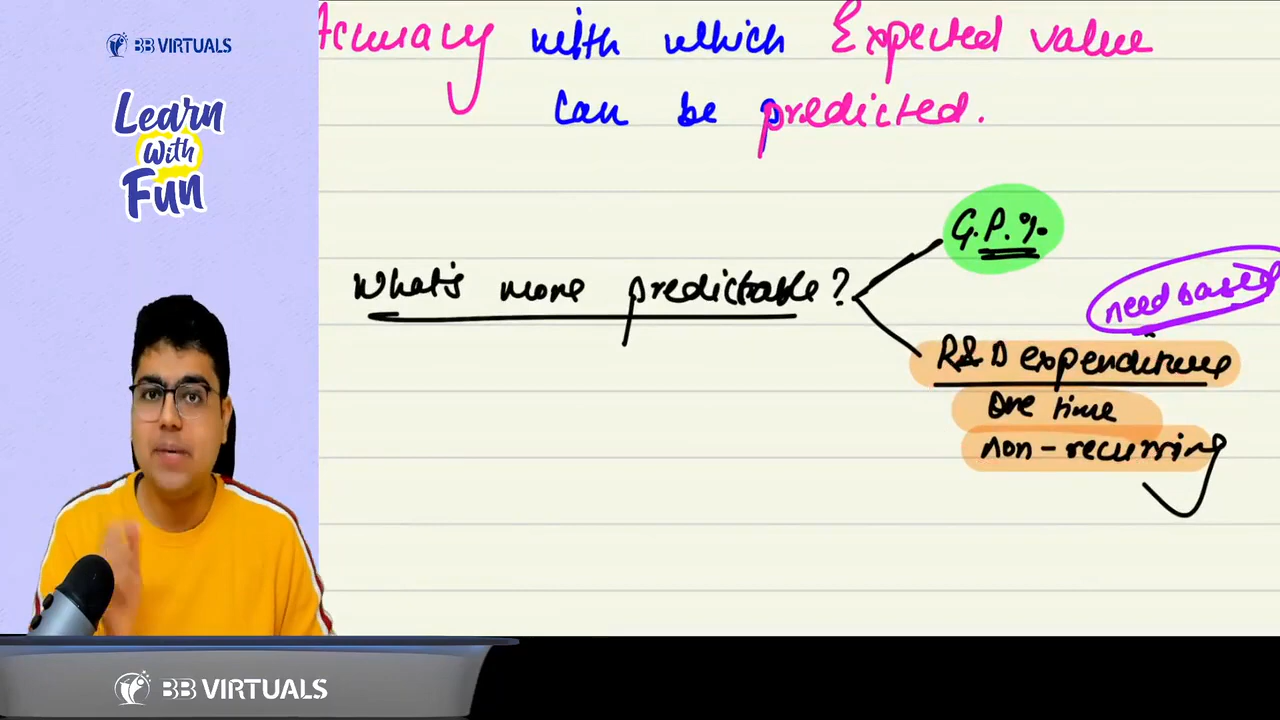 BB VIRTUALS
Learn
With
Fun
Accuracy with which Expected value
can be predicted.
What's more predictable?
G.P.%
need based
R&D expenditure
One time
non-recurring
BB VIRTUALS